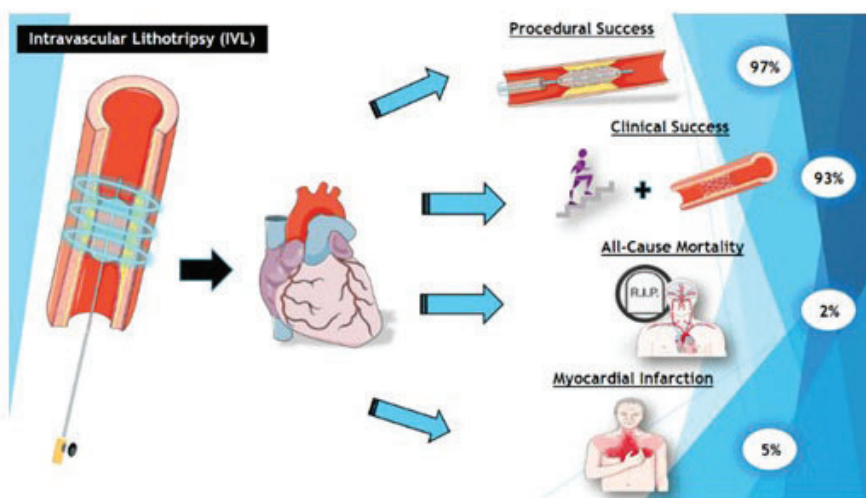 Intravascular Lithotripsy (IVL)
Procedural Success
97%
Clinical Success
93%
All-Cause Mortality
R.I.P.
2%
Myocardial Infarction
5%